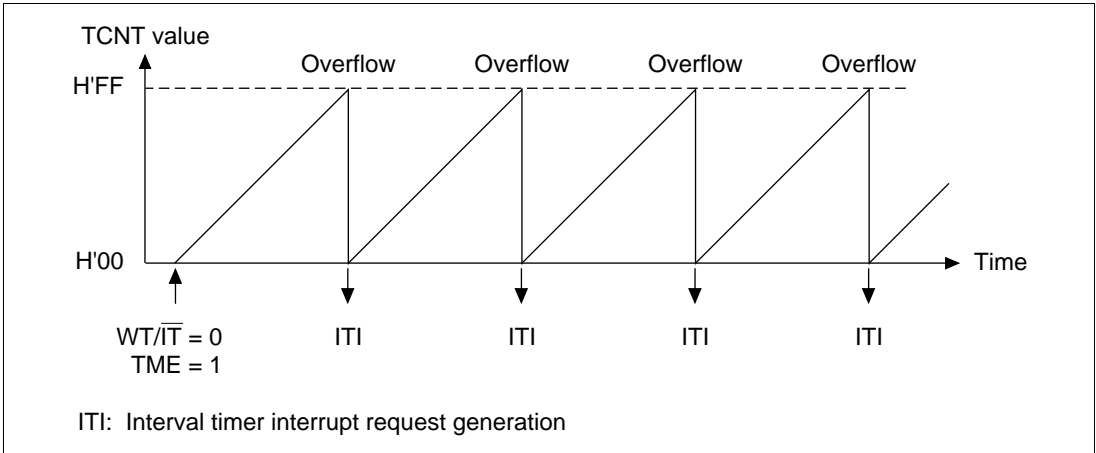 TCNT value
Overflow Overflow Overflow Overflow
H'FF
H'00
Time
WT/I̅T̅ = 0
TME = 1
ITI ITI ITI ITI
ITI: Interval timer interrupt request generation